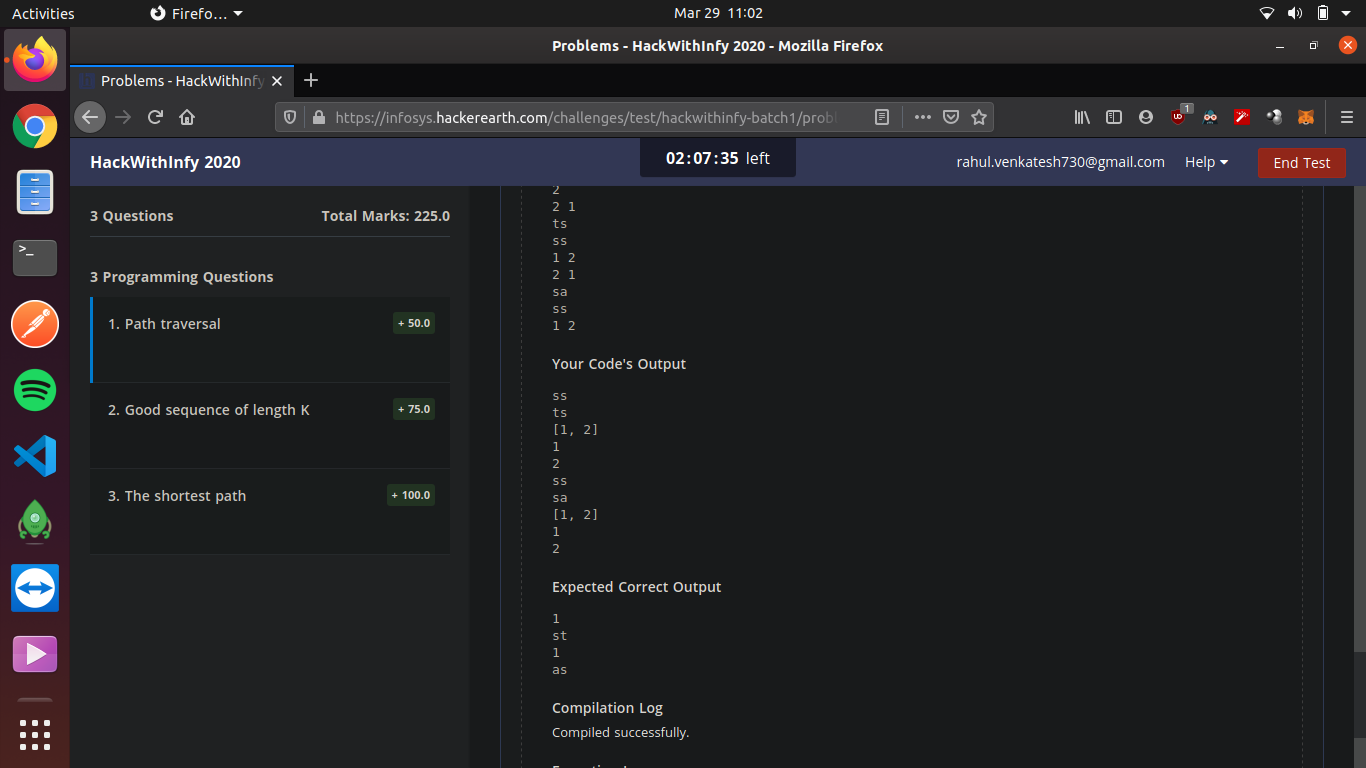 Activities
Firefo…
Mar 29 11:02
Problems - HackWithInfy 2020 - Mozilla Firefox
Problems - HackWithInfy
https://infosys.hackerearth.com/challenges/test/hackwithinfy-batch1/probl
1
HackWithInfy 2020
02:07:35 left
rahul.venkatesh730@gmail.com
Help
End Test
3 Questions
Total Marks: 225.0
3 Programming Questions
1. Path traversal
+ 50.0
2. Good sequence of length K
+ 75.0
3. The shortest path
+ 100.0
2
2 1
ts
ss
1 2
2 1
sa
ss
1 2
Your Code's Output
ss
ts
[1, 2]
1
2
ss
sa
[1, 2]
1
2
Expected Correct Output
1
st
1
as
Compilation Log
Compiled successfully.